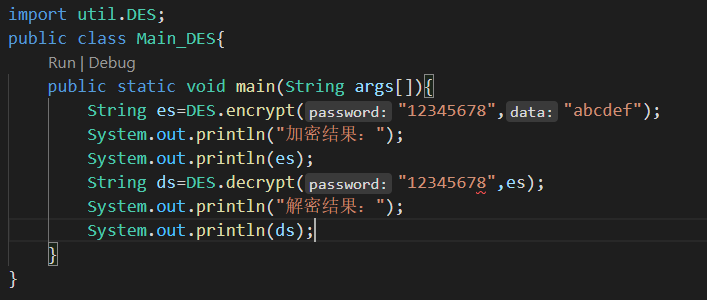 import util.DES;
public class Main_DES{
Run | Debug
public static void main(String args[]){
String es=DES.encrypt(password: "12345678",data: "abcdef");
System.out.println("加密结果：");
System.out.println(es);
String ds=DES.decrypt(password: "12345678",es);
System.out.println("解密结果：");
System.out.println(ds);
}
}